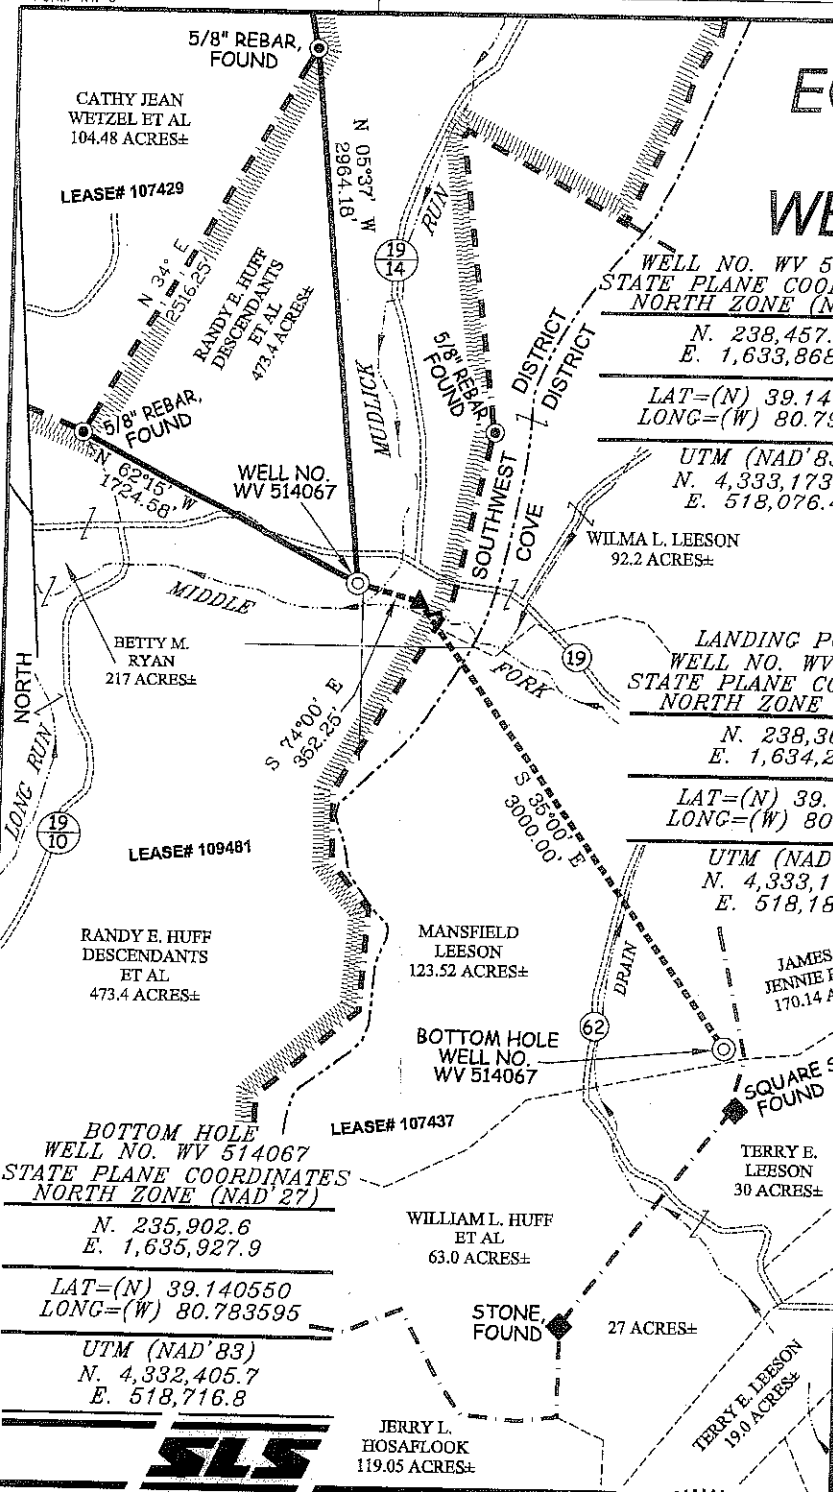 5/8" REBAR,
FOUND
CATHY JEAN
WETZEL ET AL
104.48 ACRES±
LEASE# 107429
N 34° E
2516.25'
RANDY E. HUFF
DESCENDANTS
ET AL
473.4 ACRES±
N 05°37' W
2964.18'
19
14
RUN
MUDLICK
5/8" REBAR
FOUND
DISTRICT
DISTRICT
SOUTHWEST
COVE
5/8" REBAR,
FOUND
N 62°15' W
1724.58'
WELL NO.
WV 514067
WELL NO. WV 5
STATE PLANE COOR
NORTH ZONE (N
N. 238,457.
E. 1,633,868
LAT=(N) 39.14
LONG=(W) 80.79
UTM (NAD'83
N. 4,333,173
E. 518,076.4
WILMA L. LEESON
92.2 ACRES±
MIDDLE
FORK
BETTY M.
RYAN
217 ACRES±
NORTH
LONG RUN
19
10
19
S 74°00' E
352.25'
S 35°00' E
3000.00'
LANDING PO
WELL NO. WV
STATE PLANE CO
NORTH ZONE
N. 238,36
E. 1,634,2
LAT=(N) 39.
LONG=(W) 80
UTM (NAD'
N. 4,333,1
E. 518,18
LEASE# 109481
RANDY E. HUFF
DESCENDANTS
ET AL
473.4 ACRES±
MANSFIELD
LEESON
123.52 ACRES±
DRAIN
62
JAMES
JENNIE
170.14 A
BOTTOM HOLE
WELL NO.
WV 514067
SQUARE S
FOUND
LEASE# 107437
TERRY E.
LEESON
30 ACRES±
BOTTOM HOLE
WELL NO. WV 514067
STATE PLANE COORDINATES
NORTH ZONE (NAD'27)
N. 235,902.6
E. 1,635,927.9
LAT=(N) 39.140550
LONG=(W) 80.783595
UTM (NAD'83)
N. 4,332,405.7
E. 518,716.8
WILLIAM L. HUFF
ET AL
63.0 ACRES±
STONE
FOUND
27 ACRES±
TERRY E. LEESON
19.0 ACRES±
JERRY L.
HOSAFLOOK
119.05 ACRES±
SLS